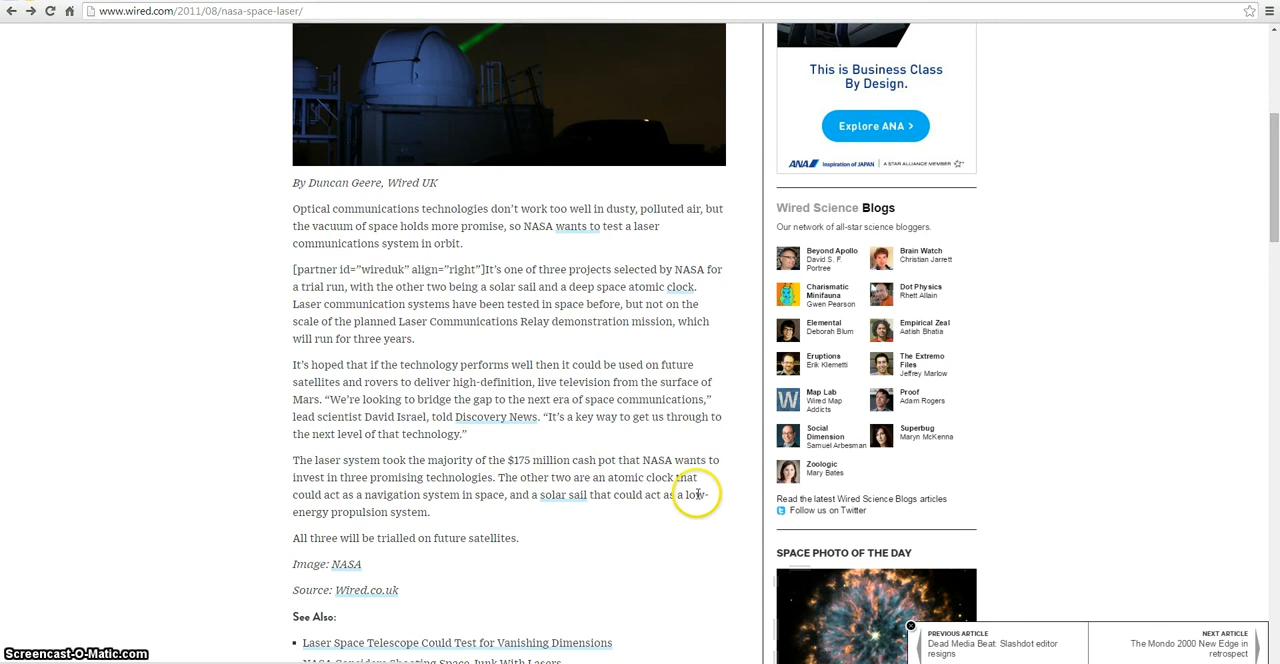 www.wired.com/2011/08/nasa-space-laser/
This is Business Class
By Design.
Explore ANA >
ANA Inspiration of JAPAN A STAR ALLIANCE MEMBER
By Duncan Geere, Wired UK
Optical communications technologies don't work too well in dusty, polluted air, but
the vacuum of space holds more promise, so NASA wants to test a laser
communications system in orbit.
[partner id="wireduk" align="right"]It's one of three projects selected by NASA for
a trial run, with the other two being a solar sail and a deep space atomic clock.
Laser communication systems have been tested in space before, but not on the
scale of the planned Laser Communications Relay demonstration mission, which
will run for three years.
It's hoped that if the technology performs well then it could be used on future
satellites and rovers to deliver high-definition, live television from the surface of
Mars. "We're looking to bridge the gap to the next era of space communications,"
lead scientist David Israel, told Discovery News. "It's a key way to get us through to
the next level of that technology."
The laser system took the majority of the $175 million cash pot that NASA wants to
invest in three promising technologies. The other two are an atomic clock that
could act as a navigation system in space, and a solar sail that could act as a low-
energy propulsion system.
All three will be trialled on future satellites.
Image: NASA
Source: Wired.co.uk
See Also:
Laser Space Telescope Could Test for Vanishing Dimensions
NASA Considers Shooting Space Junk With Lasers
Wired Science Blogs
Our network of all-star science bloggers.
Beyond Apollo
David S. F.
Portree
Brain Watch
Christian Jarrett
Charismatic
Minifauna
Gwen Pearson
Dot Physics
Rhett Allain
Elemental
Deborah Blum
Empirical Zeal
Aatish Bhatia
Eruptions
Erik Klemetti
The Extremo
Files
Jeffrey Marlow
Map Lab
Wired Map
Addicts
Proof
Adam Rogers
Social
Dimension
Samuel Arbesman
Superbug
Maryn McKenna
Zoologic
Mary Bates
Read the latest Wired Science Blogs articles
Follow us on Twitter
SPACE PHOTO OF THE DAY
PREVIOUS ARTICLE
Dead Media Beat: Slashdot editor
resigns
NEXT ARTICLE
The Mondo 2000 New Edge in
retrospect
Screencast-O-Matic.com